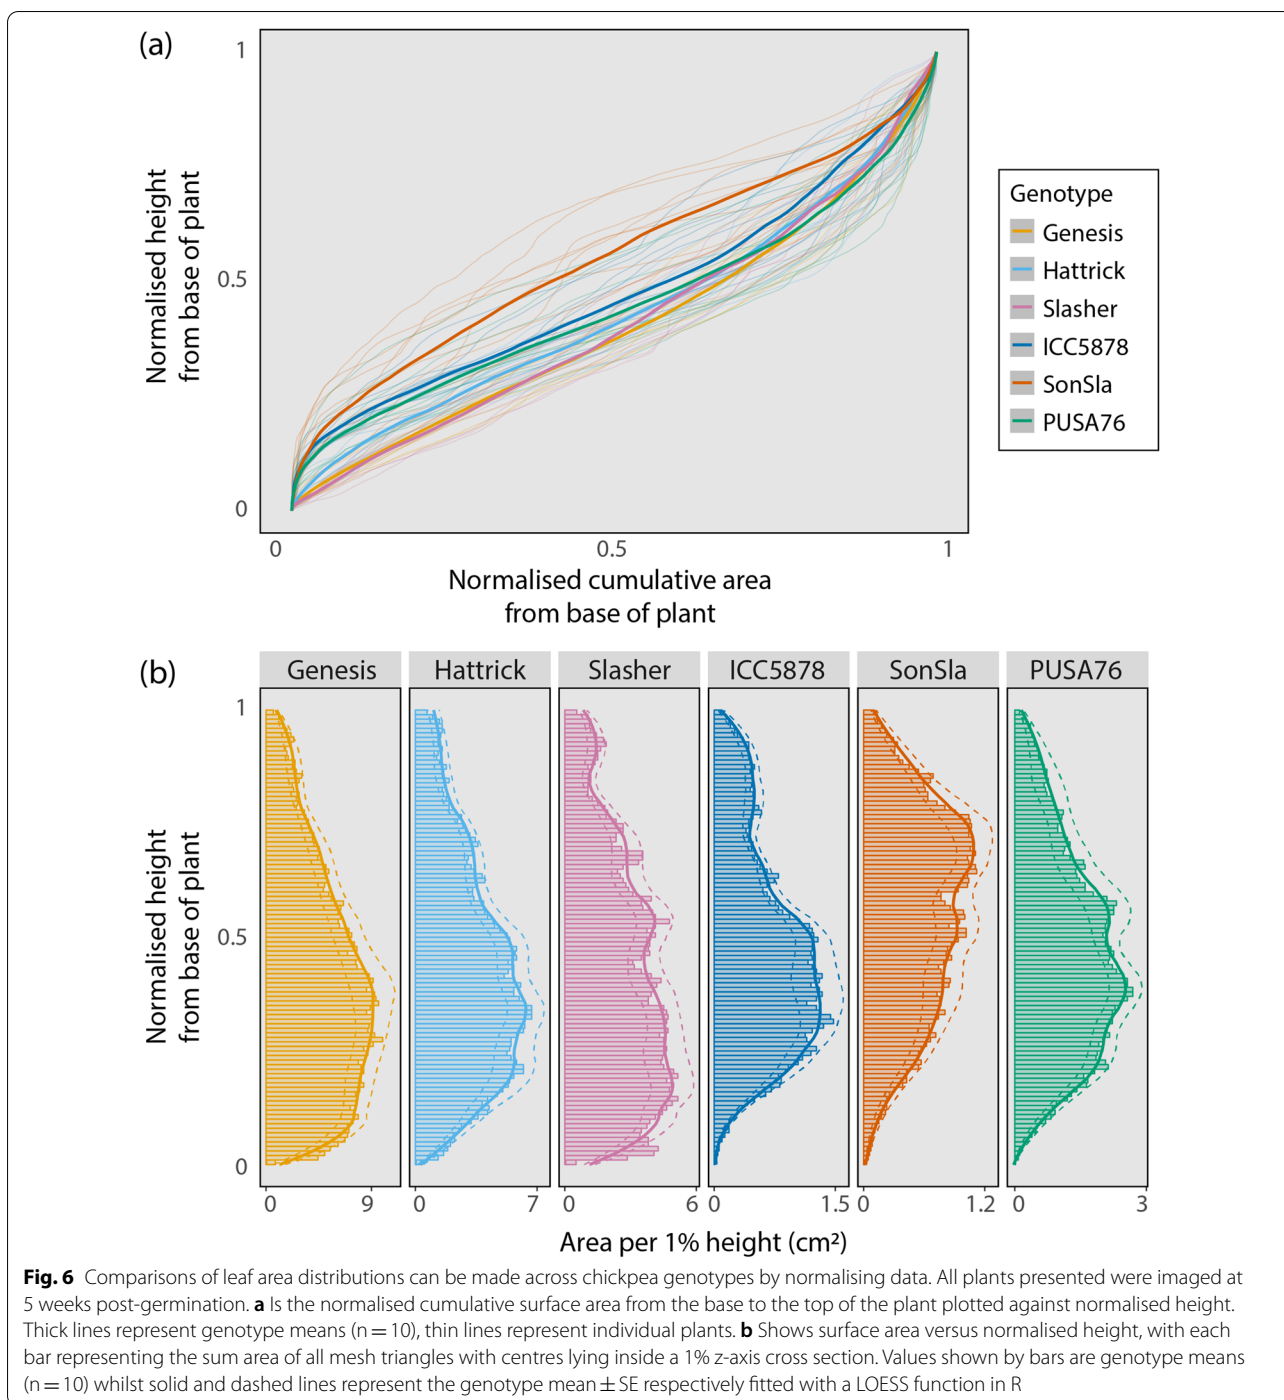 (a)
1
0.5
0
Normalised height
from base of plant
0
0.5
1
Normalised cumulative area
from base of plant
Genotype
Genesis
Hattrick
Slasher
ICC5878
SonSla
PUSA76
(b)
Genesis
Hattrick
Slasher
ICC5878
SonSla
PUSA76
1
0.5
0
Normalised height
from base of plant
0 9 0 7 0 6 0 1.5 0 1.2 0 3
Area per 1% height (cm²)
Fig. 6 Comparisons of leaf area distributions can be made across chickpea genotypes by normalising data. All plants presented were imaged at
5 weeks post-germination. a Is the normalised cumulative surface area from the base to the top of the plant plotted against normalised height.
Thick lines represent genotype means (n = 10), thin lines represent individual plants. b Shows surface area versus normalised height, with each
bar representing the sum area of all mesh triangles with centres lying inside a 1% z-axis cross section. Values shown by bars are genotype means
(n = 10) whilst solid and dashed lines represent the genotype mean ± SE respectively fitted with a LOESS function in R